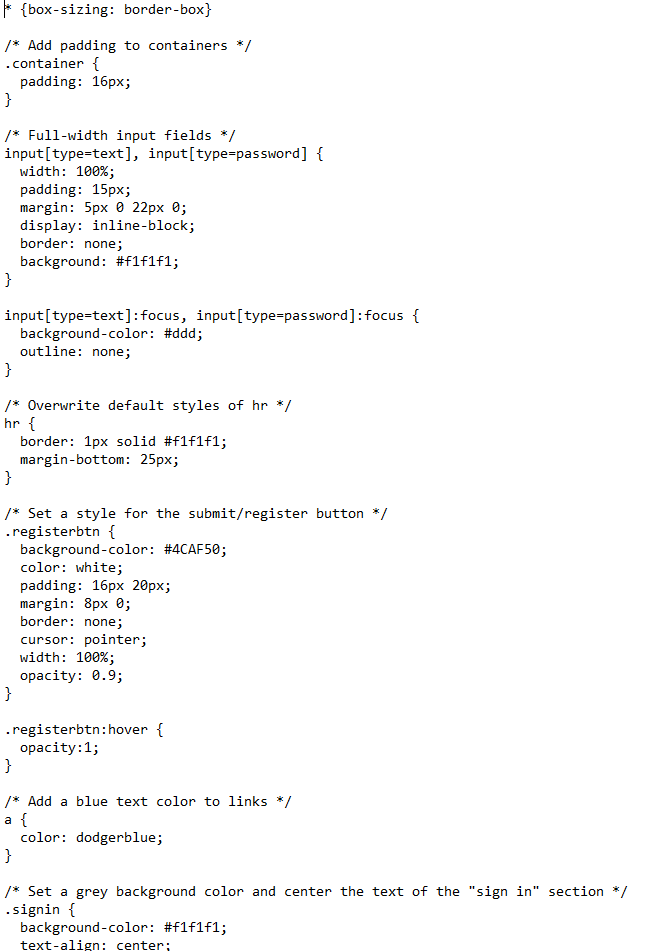 * {box-sizing: border-box}

/* Add padding to containers */
.container {
  padding: 16px;
}

/* Full-width input fields */
input[type=text], input[type=password] {
  width: 100%;
  padding: 15px;
  margin: 5px 0 22px 0;
  display: inline-block;
  border: none;
  background: #f1f1f1;
}

input[type=text]:focus, input[type=password]:focus {
  background-color: #ddd;
  outline: none;
}

/* Overwrite default styles of hr */
hr {
  border: 1px solid #f1f1f1;
  margin-bottom: 25px;
}

/* Set a style for the submit/register button */
.registerbtn {
  background-color: #4CAF50;
  color: white;
  padding: 16px 20px;
  margin: 8px 0;
  border: none;
  cursor: pointer;
  width: 100%;
  opacity: 0.9;
}

.registerbtn:hover {
  opacity:1;
}

/* Add a blue text color to links */
a {
  color: dodgerblue;
}

/* Set a grey background color and center the text of the "sign in" section */
.signin {
  background-color: #f1f1f1;
  text-align: center;